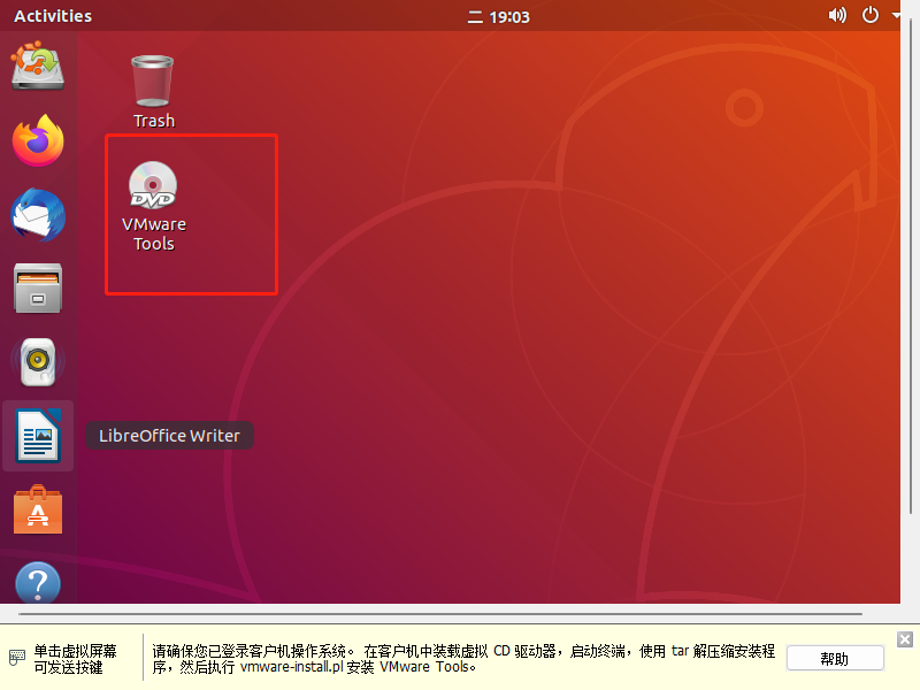 Activities
二 19:03
Trash
DVD
VMware
Tools
LibreOffice Writer
单击虚拟屏幕
可发送按键
请确保您已登录客户机操作系统。在客户机中装载虚拟 CD 驱动器，启动终端，使用 tar 解压缩安装程
序，然后执行 vmware-install.pl 安装 VMware Tools。
帮助